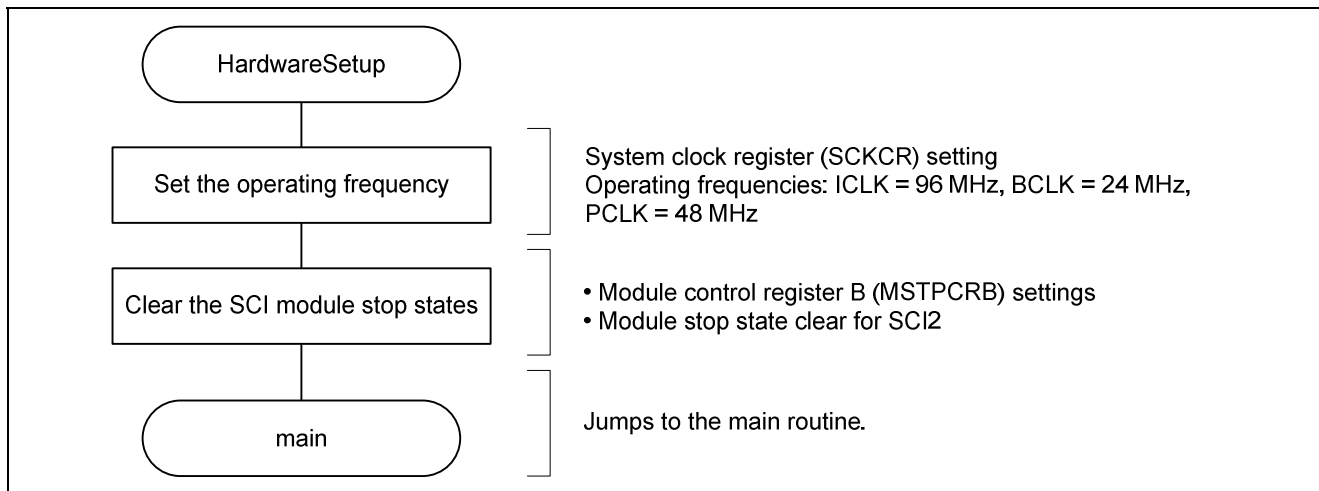 HardwareSetup
Set the operating frequency
System clock register (SCKCR) setting
Operating frequencies: ICLK = 96 MHz, BCLK = 24 MHz,
PCLK = 48 MHz
Clear the SCI module stop states
• Module control register B (MSTPCRB) settings
• Module stop state clear for SCI2
main
Jumps to the main routine.